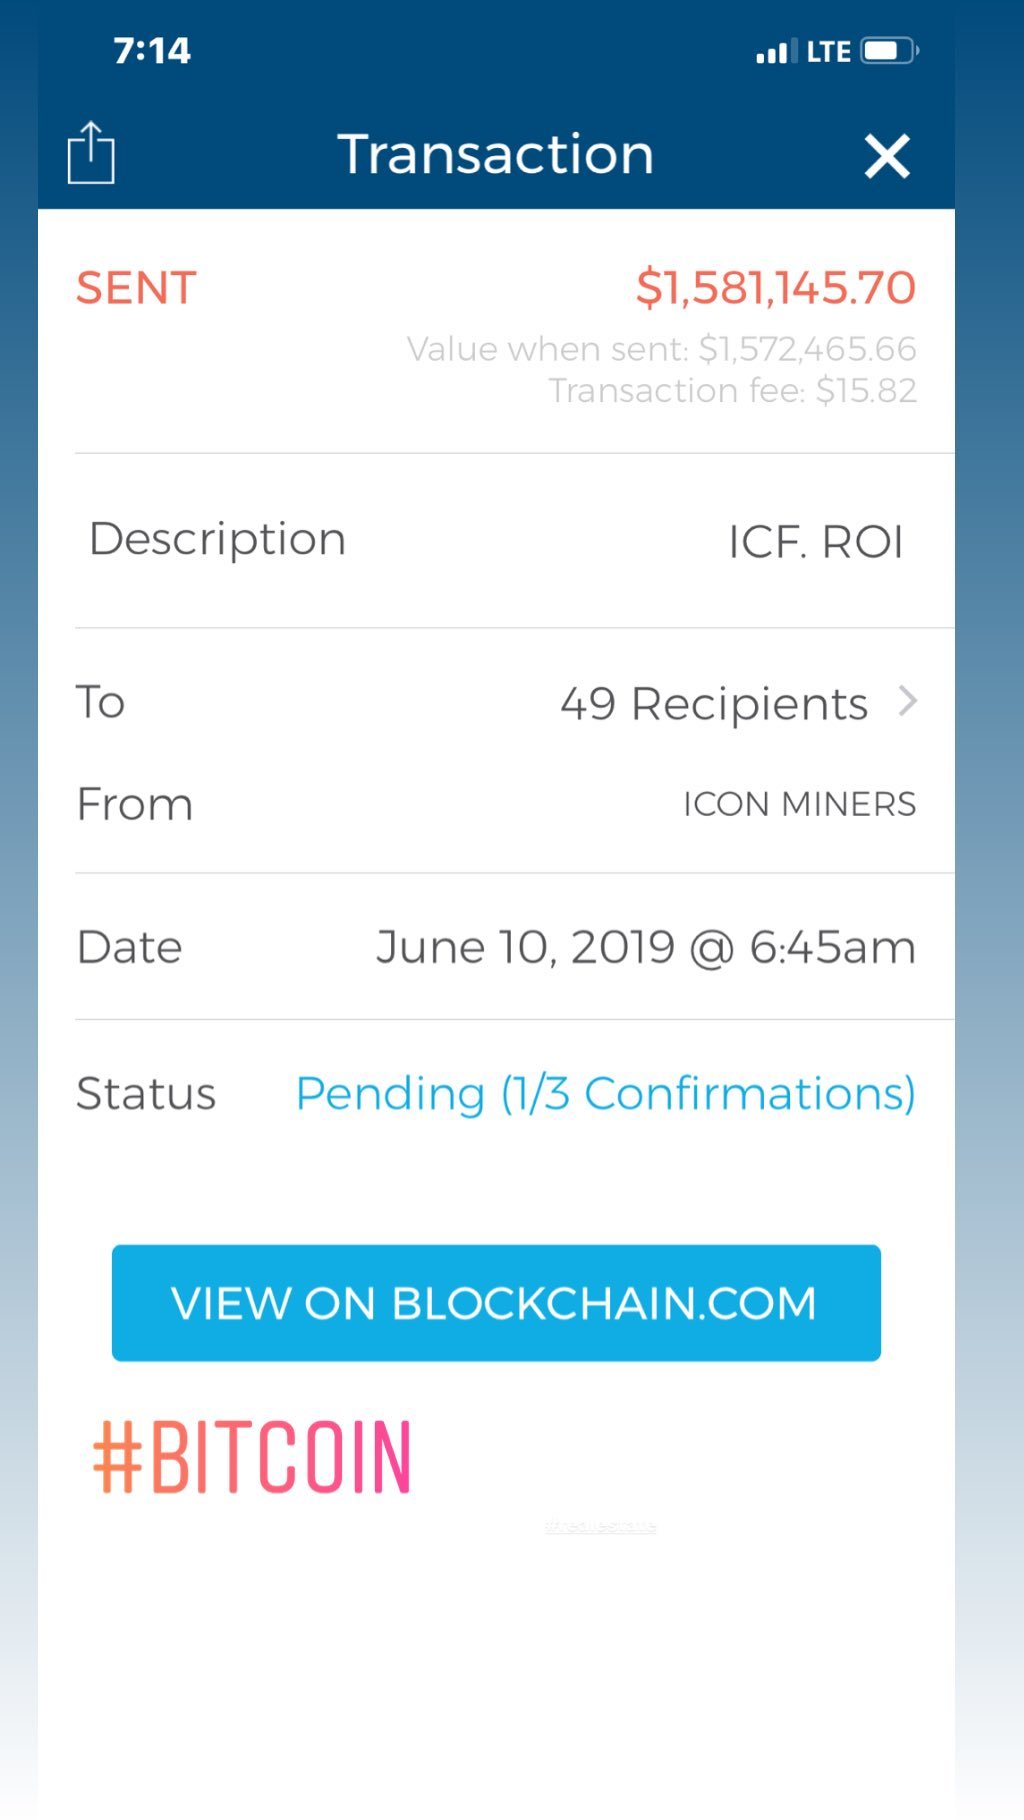 7:14
LTE
Transaction
SENT $1,581,145.70
Value when sent: $1,572,465.66
Transaction fee: $15.82
Description ICF. ROI
To 49 Recipients
From ICON MINERS
Date June 10, 2019 @ 6:45am
Status Pending (1/3 Confirmations)
VIEW ON BLOCKCHAIN.COM
#BITCOIN
#realestate